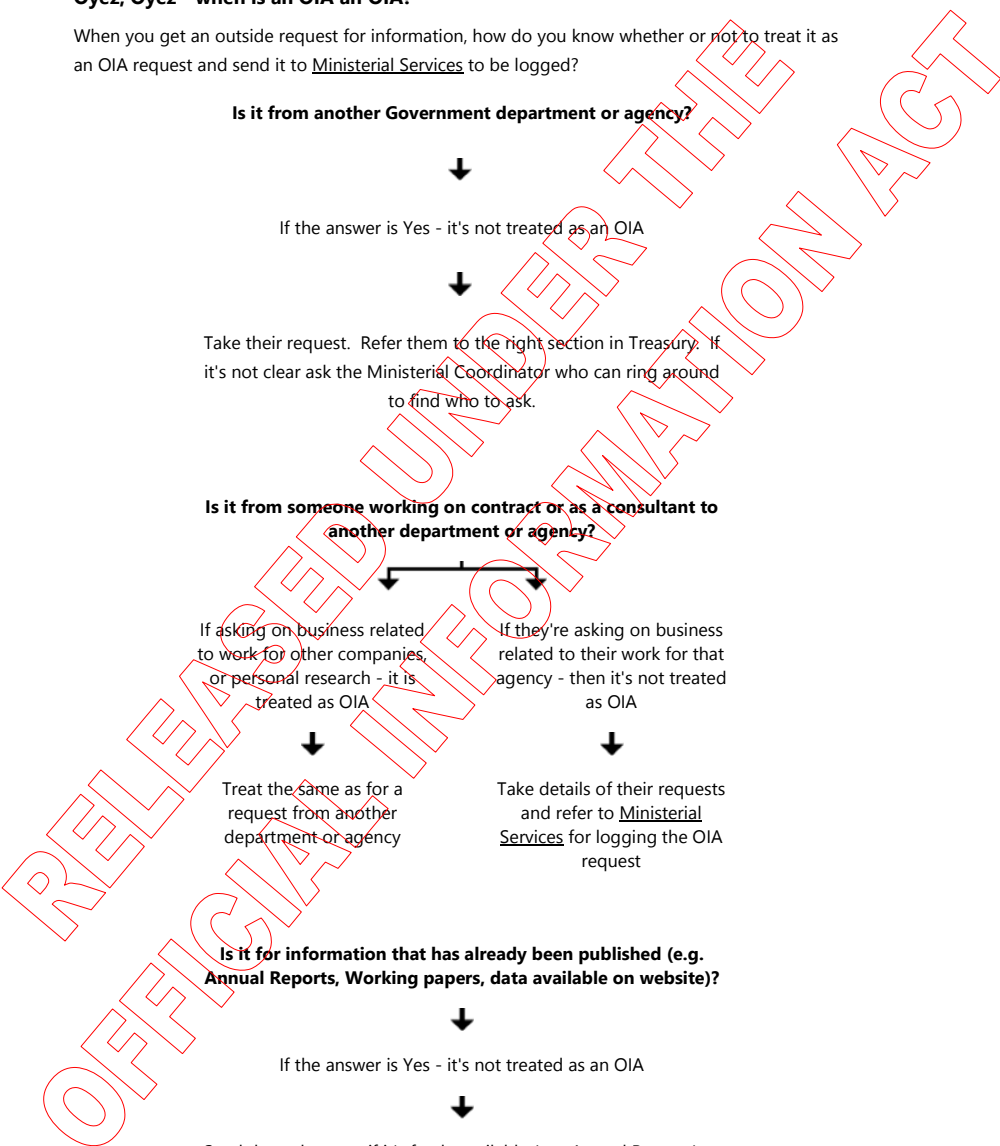 When you get an outside request for information, how do you know whether or not to treat it as
an OIA request and send it to Ministerial Services to be logged?
Is it from another Government department or agency?
If the answer is Yes - it's not treated as an OIA
Take their request.  Refer them to the right section in Treasury.  If
it's not clear ask the Ministerial Coordinator who can ring around
to find who to ask.
Is it from someone working on contract or as a consultant to
another department or agency?
If asking on business related
to work for other companies,
or personal research - it is
treated as OIA
Treat the same as for a
request from another
department or agency
If they're asking on business
related to their work for that
agency - then it's not treated
as OIA
Take details of their requests
and refer to Ministerial
Services for logging the OIA
request
Is it for information that has already been published (e.g.
Annual Reports, Working papers, data available on website)?
If the answer is Yes - it's not treated as an OIA
RELEASED UNDER THE
OFFICIAL INFORMATION ACT